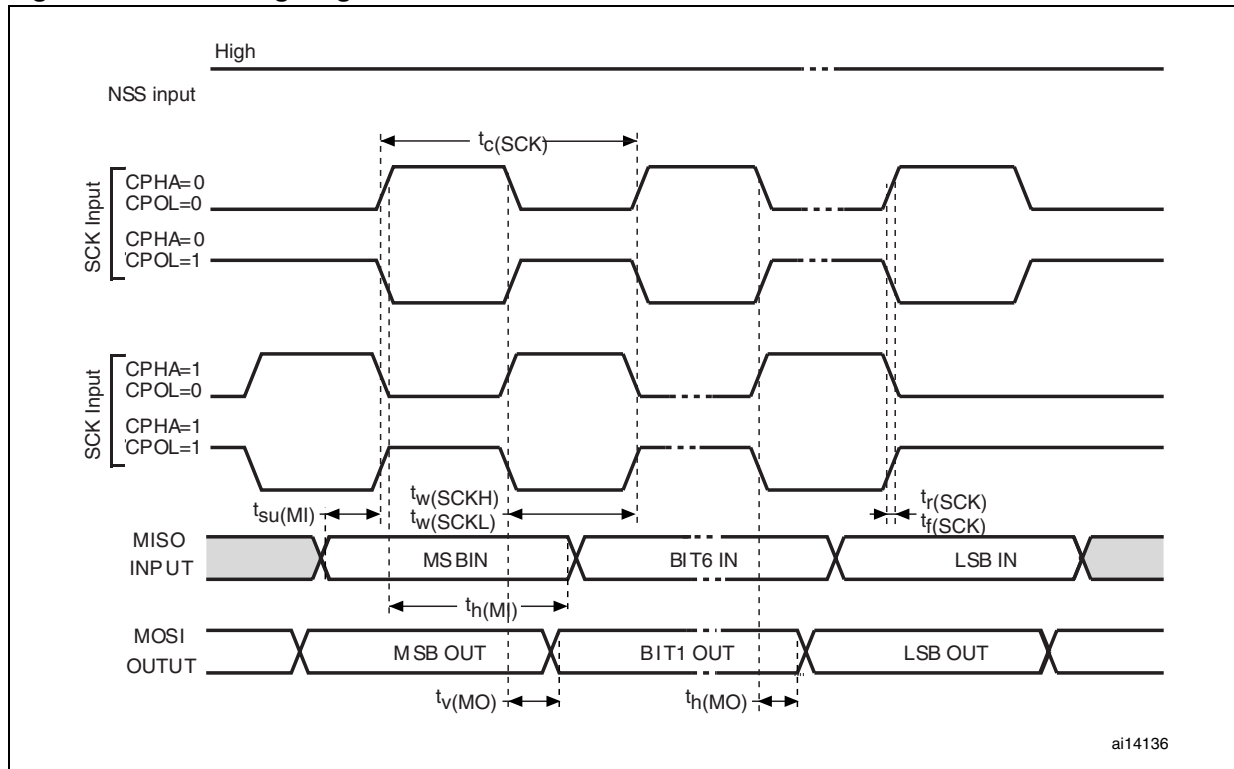 High
NSS input
tc(SCK)
SCK Input
CPHA=0
CPOL=0
CPHA=0
CPOL=1
SCK Input
CPHA=1
CPOL=0
CPHA=1
CPOL=1
tsu(MI)
tw(SCKH)
tw(SCKL)
tr(SCK)
tf(SCK)
MISO
INPUT
MSBIN
BIT6 IN
LSB IN
th(MI)
MOSI
OUTUT
MSB OUT
BIT1 OUT
LSB OUT
tv(MO)
th(MO)
ai14136